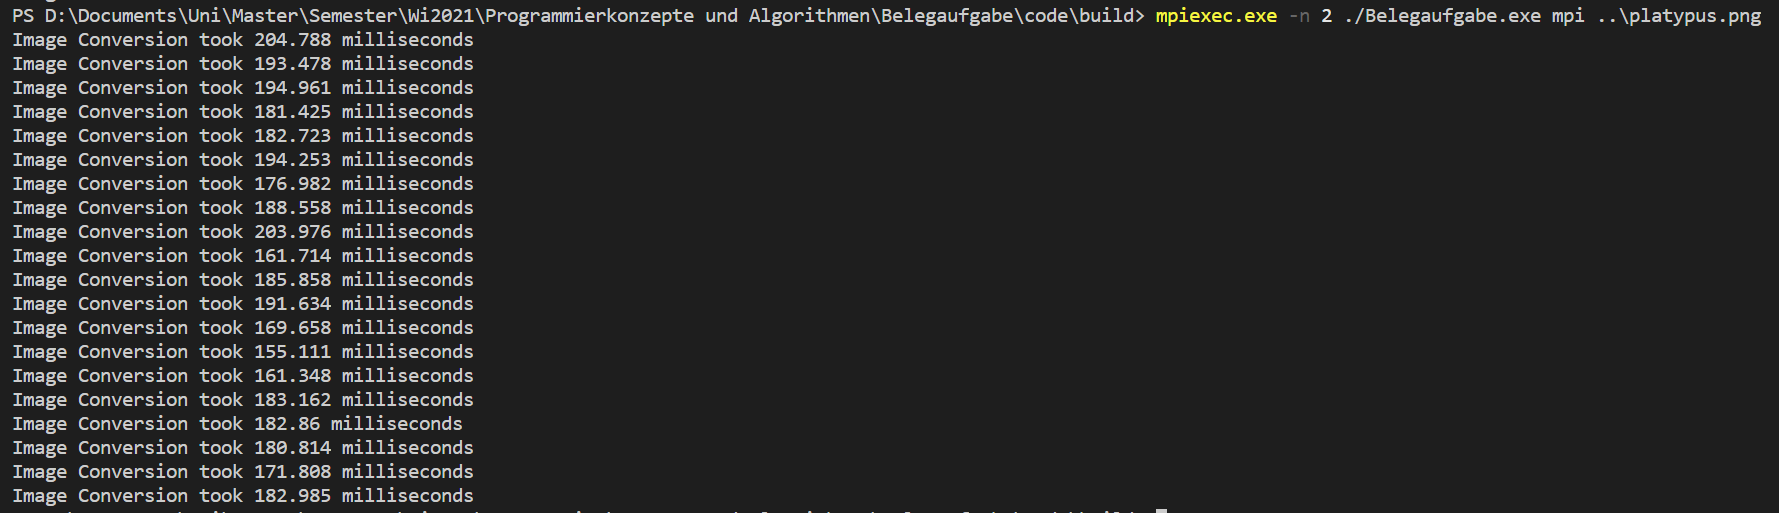 PS D:\Documents\Uni\Master\Semester\Wi2021\Programmierkonzepte und Algorithmen\Belegaufgabe\code\build> mpiexec.exe -n 2 ./Belegaufgabe.exe mpi ..\platypus.png
Image Conversion took 204.788 milliseconds
Image Conversion took 193.478 milliseconds
Image Conversion took 194.961 milliseconds
Image Conversion took 181.425 milliseconds
Image Conversion took 182.723 milliseconds
Image Conversion took 194.253 milliseconds
Image Conversion took 176.982 milliseconds
Image Conversion took 188.558 milliseconds
Image Conversion took 203.976 milliseconds
Image Conversion took 161.714 milliseconds
Image Conversion took 185.858 milliseconds
Image Conversion took 191.634 milliseconds
Image Conversion took 169.658 milliseconds
Image Conversion took 155.111 milliseconds
Image Conversion took 161.348 milliseconds
Image Conversion took 183.162 milliseconds
Image Conversion took 182.86 milliseconds
Image Conversion took 180.814 milliseconds
Image Conversion took 171.808 milliseconds
Image Conversion took 182.985 milliseconds